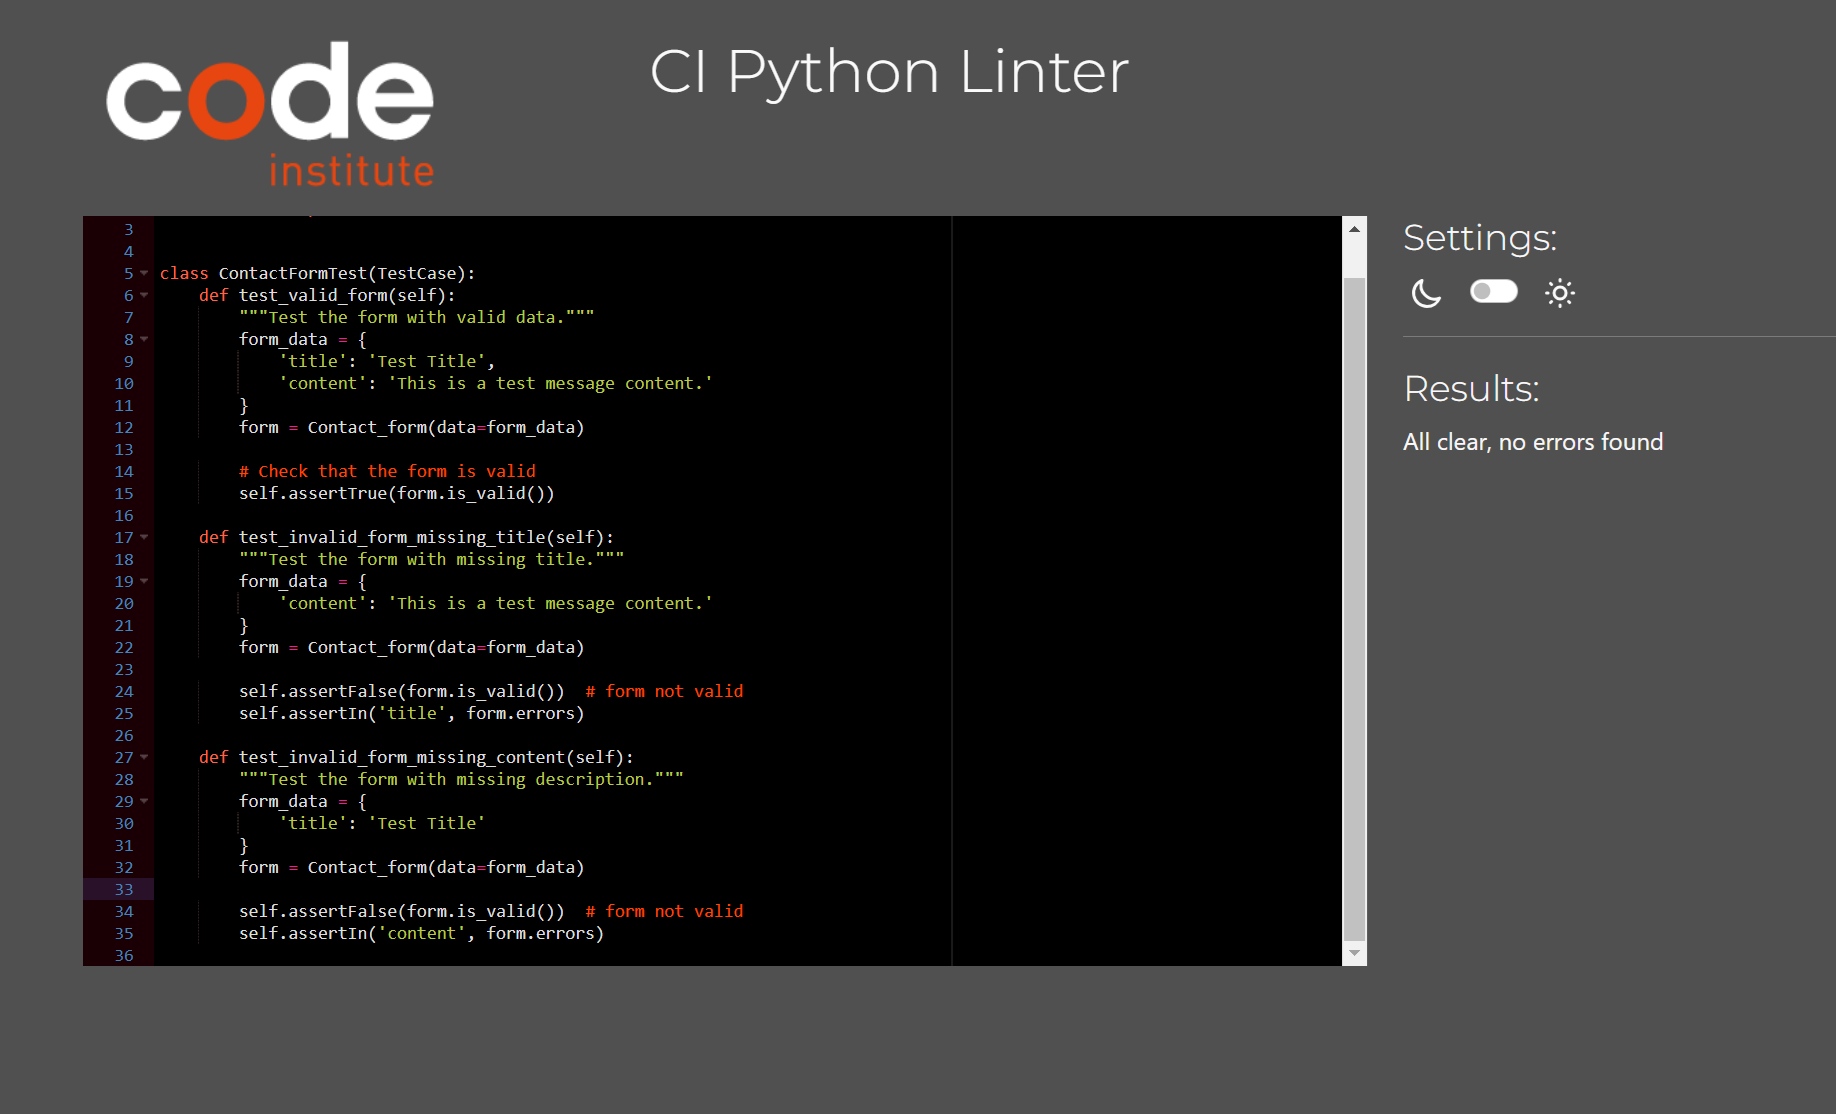 code
institute
CI Python Linter
3
4
5 class ContactFormTest(TestCase):
6     def test_valid_form(self):
7         """Test the form with valid data."""
8         form_data = {
9             'title': 'Test Title',
10             'content': 'This is a test message content.'
11         }
12         form = Contact_form(data=form_data)
13
14         # Check that the form is valid
15         self.assertTrue(form.is_valid())
16
17     def test_invalid_form_missing_title(self):
18         """Test the form with missing title."""
19         form_data = {
20             'content': 'This is a test message content.'
21         }
22         form = Contact_form(data=form_data)
23
24         self.assertFalse(form.is_valid())  # form not valid
25         self.assertIn('title', form.errors)
26
27     def test_invalid_form_missing_content(self):
28         """Test the form with missing description."""
29         form_data = {
30             'title': 'Test Title'
31         }
32         form = Contact_form(data=form_data)
33
34         self.assertFalse(form.is_valid())  # form not valid
35         self.assertIn('content', form.errors)
36
Settings:
Results:
All clear, no errors found